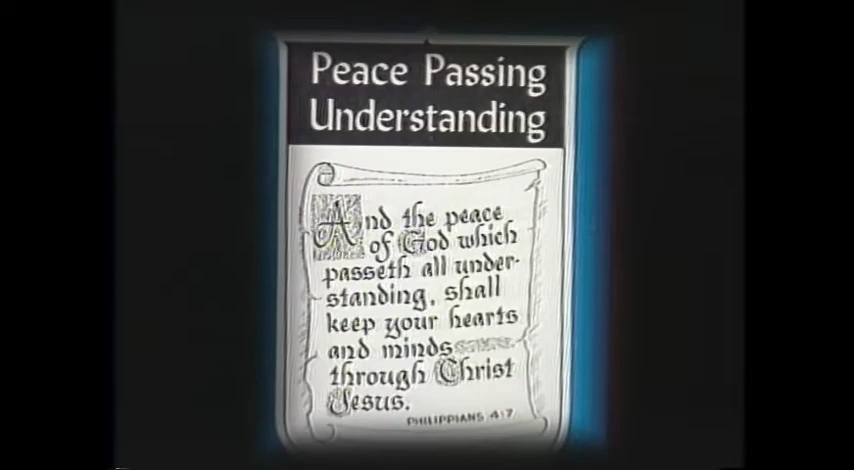 Peace Passing
Understanding
And the peace
of God which
passeth all under-
standing, shall
keep your hearts
and minds
through Christ
Jesus.
PHILIPPIANS 4:7